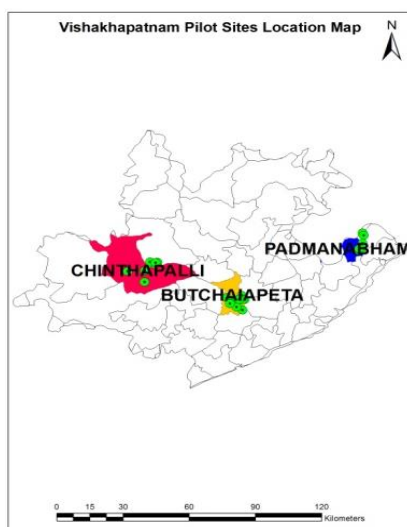 Vishakhapatnam Pilot Sites Location Map
N
PADMANABHAM
CHINTHAPALLI
BUTCHAIAPETA
0 15 30 60 90 120
Kilometers